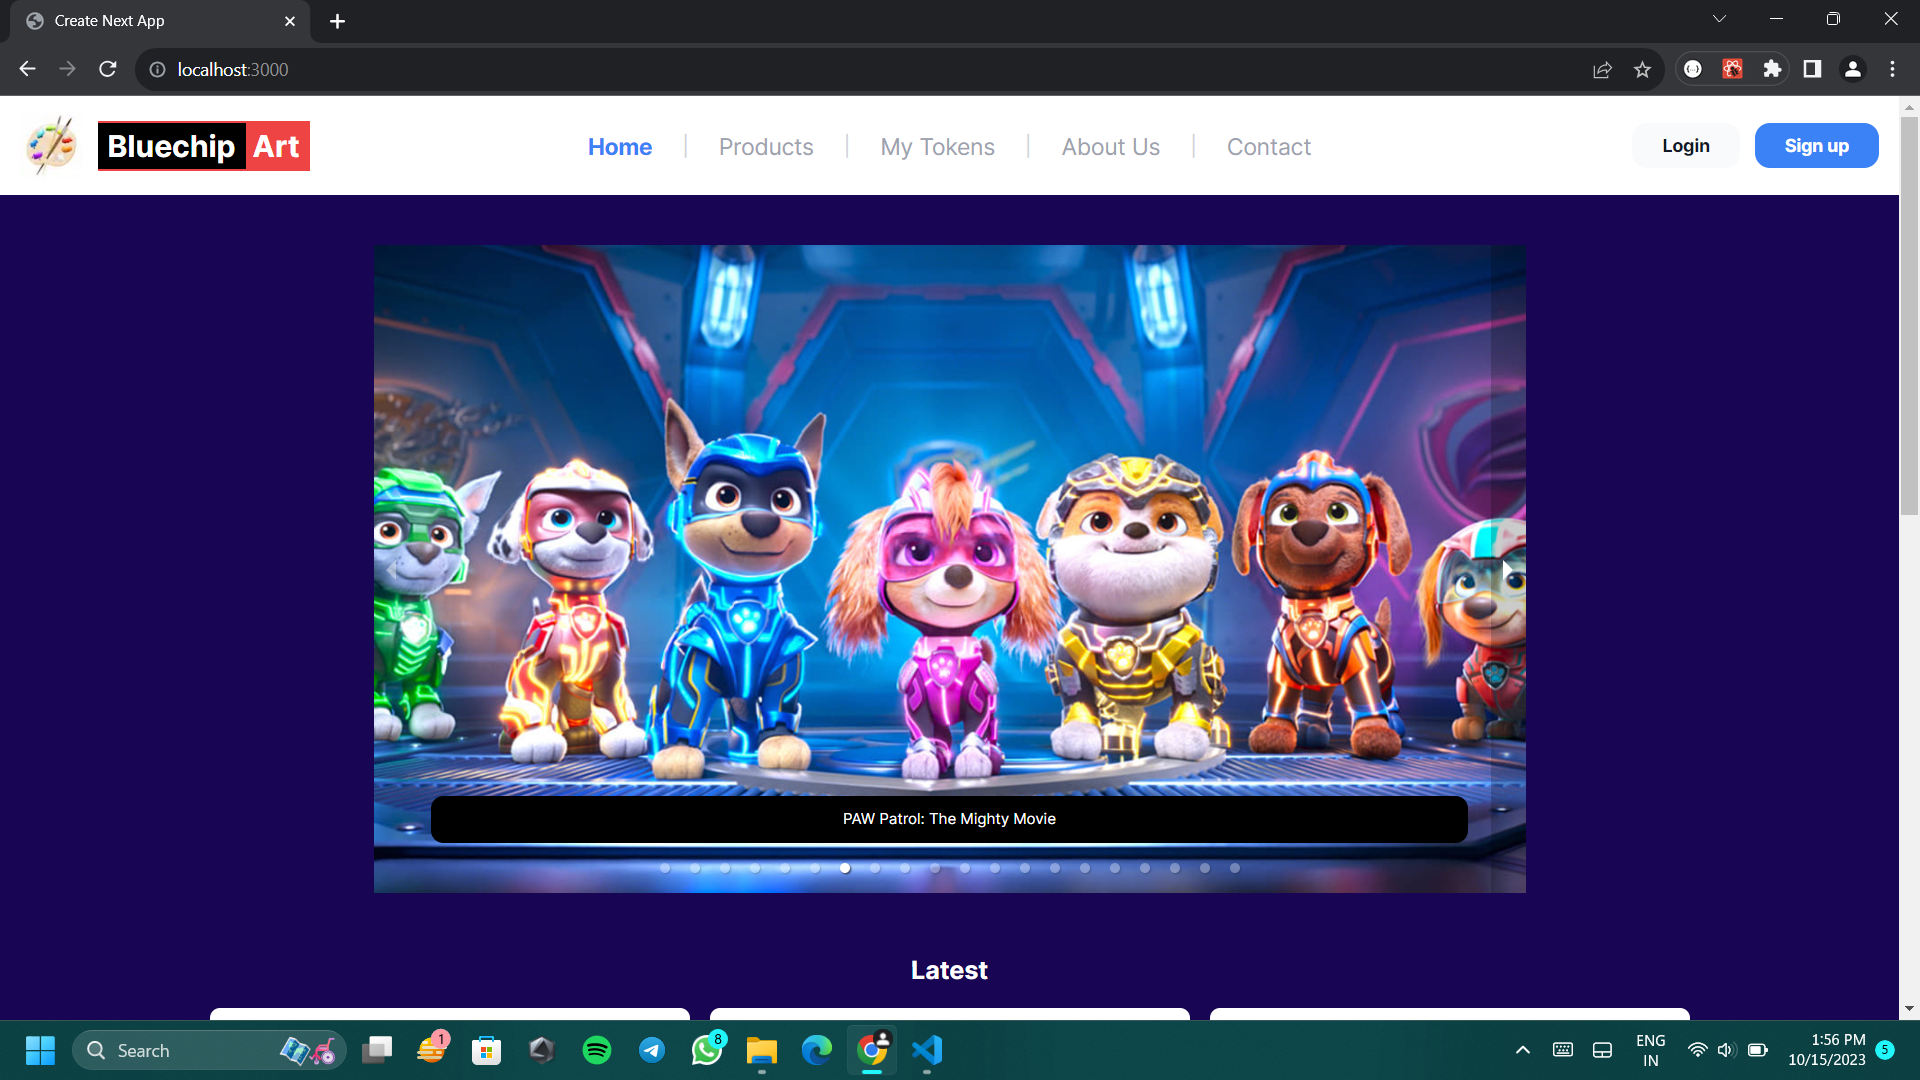 Create Next App
localhost:3000
Bluechip Art
Home | Products | My Tokens | About Us | Contact
Login
Sign up
PAW Patrol: The Mighty Movie
Latest
Search
1
8
ENG
IN
1:56 PM
10/15/2023
5